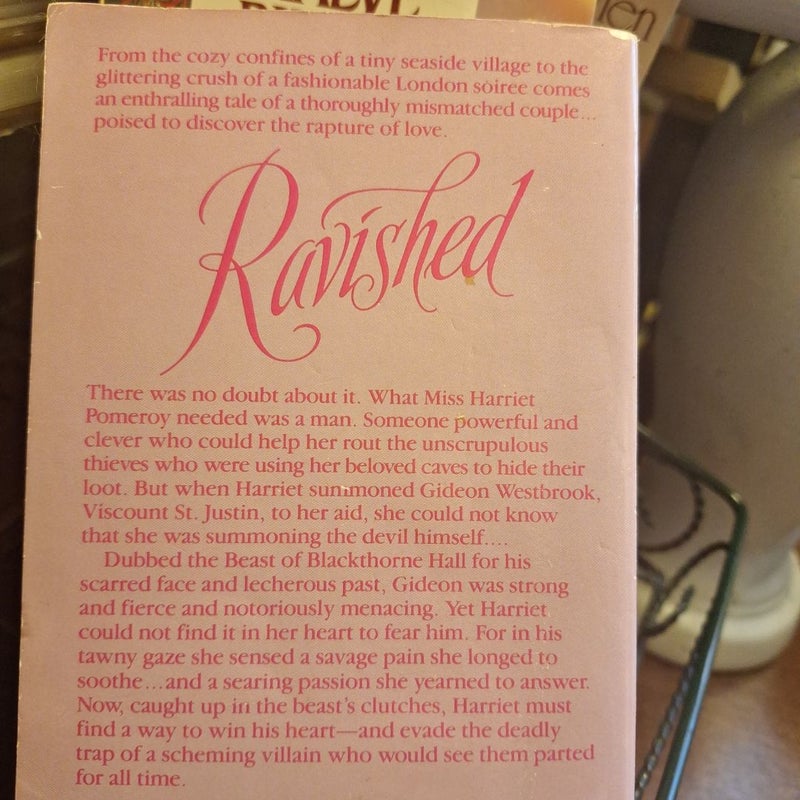 From the cozy confines of a tiny seaside village to the
glittering crush of a fashionable London soiree comes
an enthralling tale of a thoroughly mismatched couple...
poised to discover the rapture of love.
Ravished
There was no doubt about it. What Miss Harriet
Pomeroy needed was a man. Someone powerful and
clever who could help her rout the unscrupulous
thieves who were using her beloved caves to hide their
loot. But when Harriet summoned Gideon Westbrook,
Viscount St. Justin, to her aid, she could not know
that she was summoning the devil himself....
Dubbed the Beast of Blackthorne Hall for his
scarred face and lecherous past, Gideon was strong
and fierce and notoriously menacing. Yet Harriet
could not find it in her heart to fear him. For in his
tawny gaze she sensed a savage pain she longed to
soothe...and a searing passion she yearned to answer.
Now, caught up in the beast's clutches, Harriet must
find a way to win his heart—and evade the deadly
trap of a scheming villain who would see them parted
for all time.